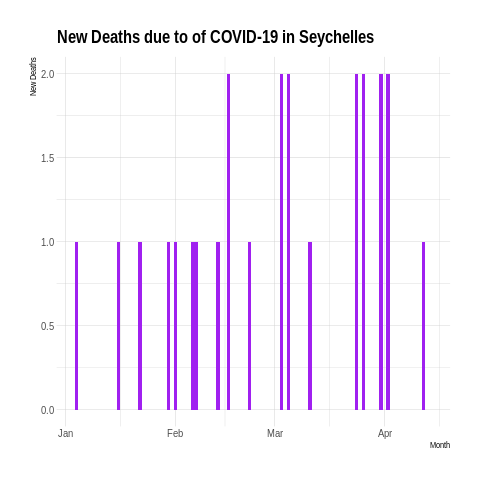 New Deaths due to of COVID-19 in Seychelles
New Deaths
2.0
1.5
1.0
0.5
0.0
Jan Feb Mar Apr
Month